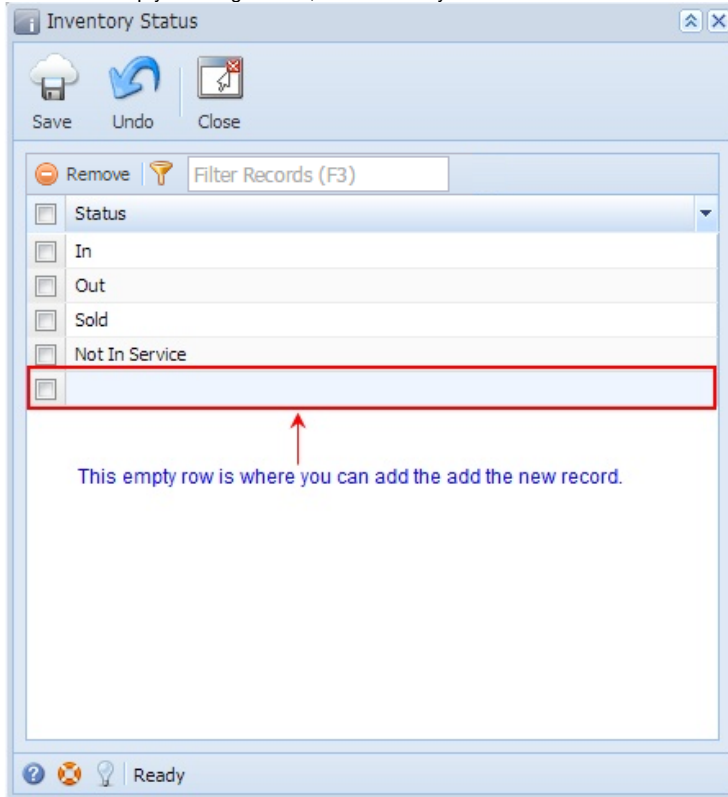 Inventory Status
Save Undo Close
Remove Filter Records (F3)
Status
In
Out
Sold
Not In Service
This empty row is where you can add the add the new record.
Ready